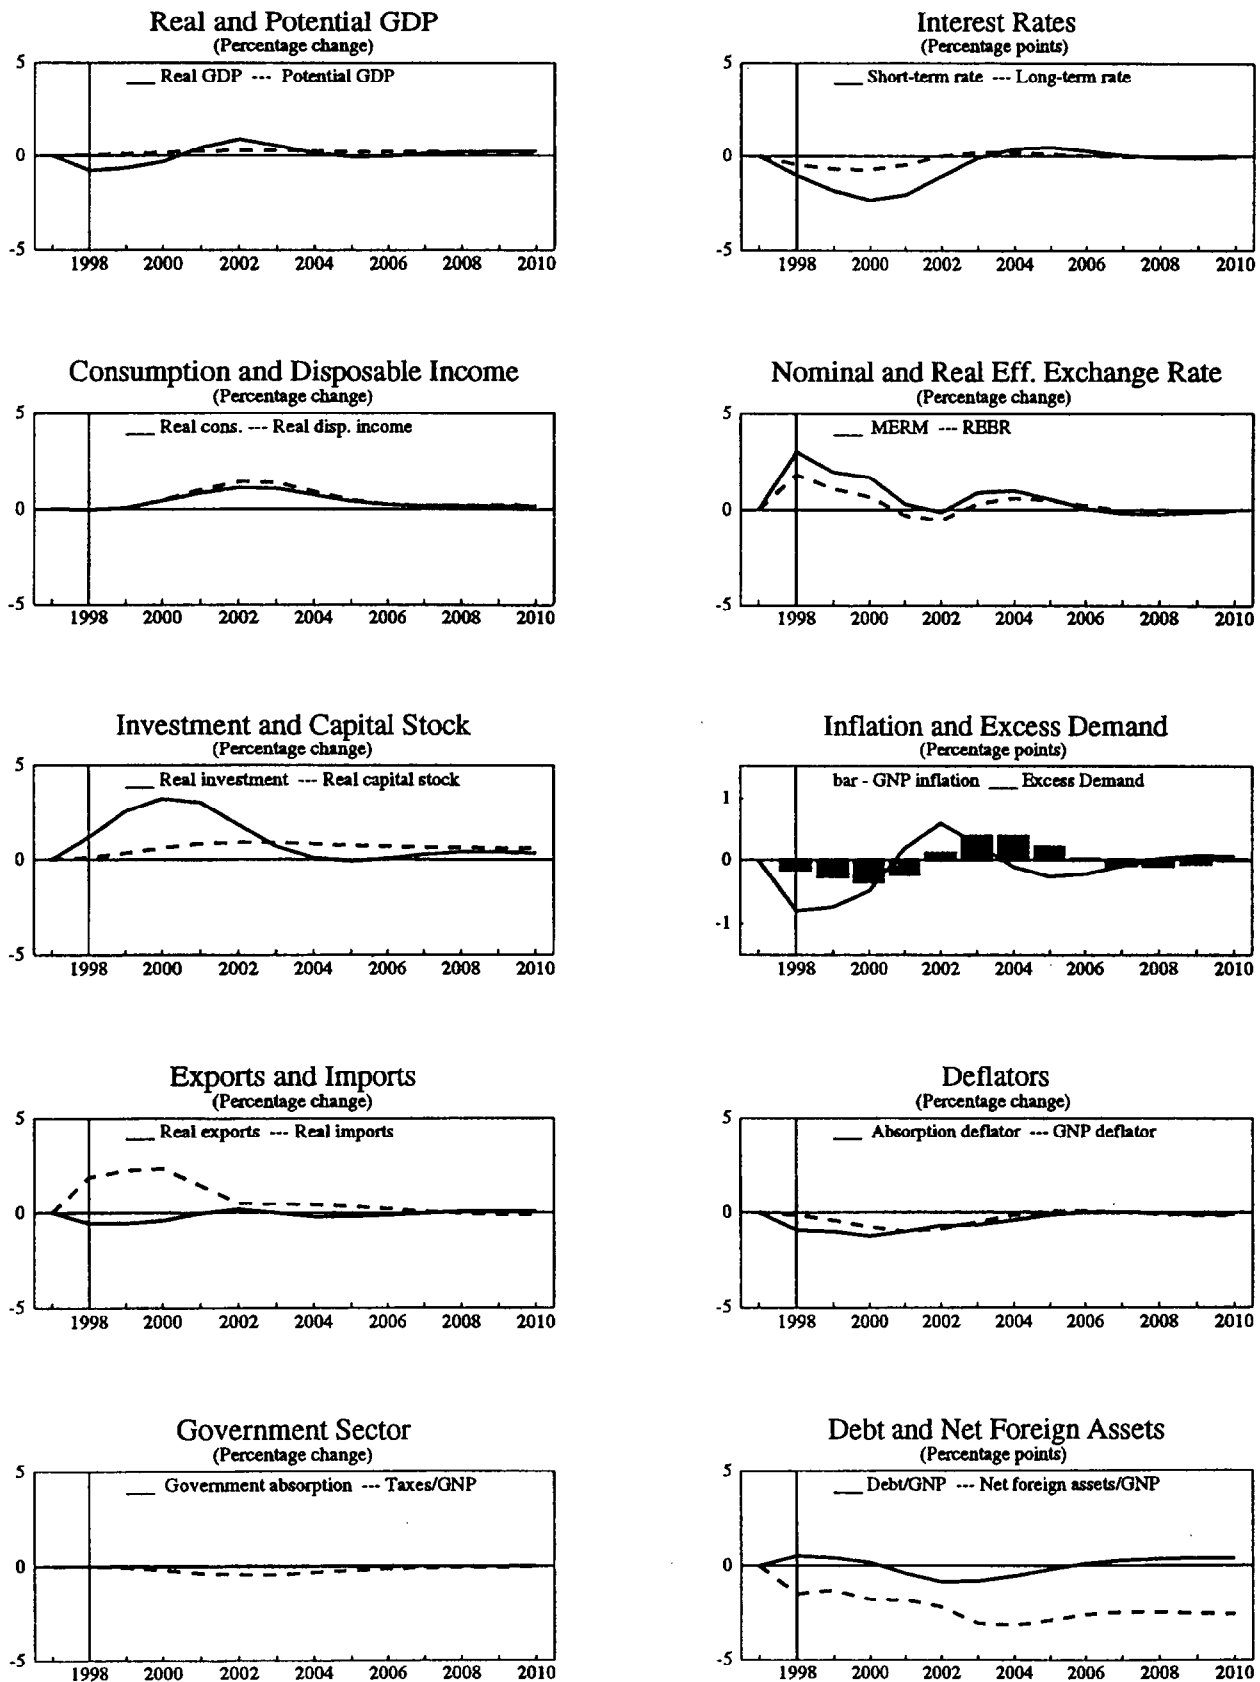 Real and Potential GDP
(Percentage change)
5
Real GDP --- Potential GDP
0
-5
1998 2000 2002 2004 2006 2008 2010
Interest Rates
(Percentage points)
5
Short-term rate --- Long-term rate
0
-5
1998 2000 2002 2004 2006 2008 2010
Consumption and Disposable Income
(Percentage change)
5
Real cons. --- Real disp. income
0
-5
1998 2000 2002 2004 2006 2008 2010
Nominal and Real Eff. Exchange Rate
(Percentage change)
5
MERM --- REER
0
-5
1998 2000 2002 2004 2006 2008 2010
Investment and Capital Stock
(Percentage change)
5
Real investment --- Real capital stock
0
-5
1998 2000 2002 2004 2006 2008 2010
Inflation and Excess Demand
(Percentage points)
bar - GNP inflation ___ Excess Demand
1
0
-1
1998 2000 2002 2004 2006 2008 2010
Exports and Imports
(Percentage change)
5
Real exports --- Real imports
0
-5
1998 2000 2002 2004 2006 2008 2010
Deflators
(Percentage change)
5
Absorption deflator --- GNP deflator
0
-5
1998 2000 2002 2004 2006 2008 2010
Government Sector
(Percentage change)
5
Government absorption --- Taxes/GNP
0
-5
1998 2000 2002 2004 2006 2008 2010
Debt and Net Foreign Assets
(Percentage points)
5
Debt/GNP --- Net foreign assets/GNP
0
-5
1998 2000 2002 2004 2006 2008 2010